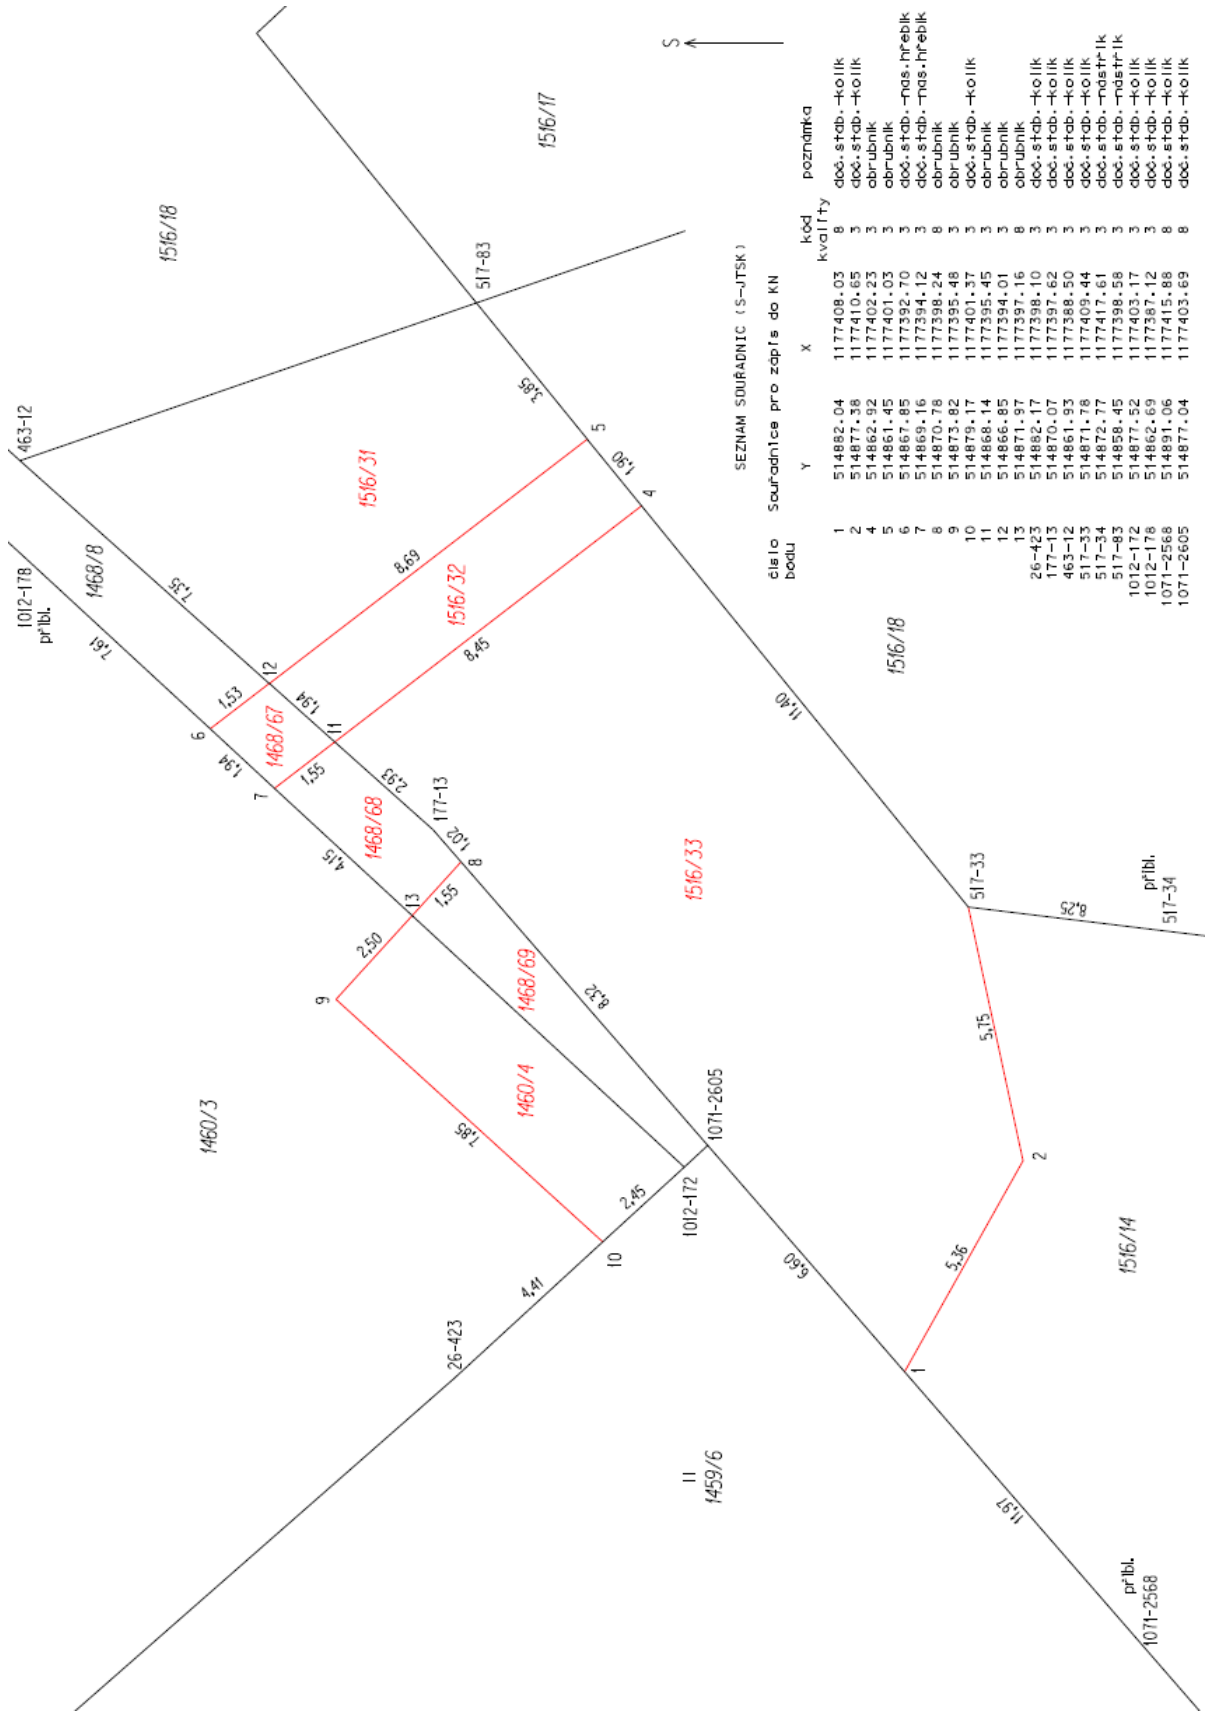 1516/18
1516/17
S
463-12
517-83
1012-178
přibl.
1468/8
7,61
7,35
1516/31
3,85
5
1,90
4
8,69
1516/32
8,45
12
1,53
6
1468/67
1,94
11
1,94
7
1,55
1468/68
2,93
177-13
4,15
1,02
8
13
1,55
2,50
9
1468/69
8,32
1516/33
11,40
1516/18
517-33
8,25
přibl.
517-34
1460/3
1460/4
7,85
1071-2605
1012-172
2,45
10
4,41
26-423
5,75
2
5,36
1516/14
6,60
1
11,97
II
1459/6
přibl.
1071-2568
SEZNAM SOUŘADNIC (S-JTSK)
číslo Souřadnice pro zápis do KN
bodu Y X kód poznámka
kvality
1 514882.04 1177408.03 8 doč.stab.-kolík
2 514877.38 1177410.65 3 doč.stab.-kolík
4 514862.92 1177402.23 3 obrubník
5 514861.45 1177401.03 3 obrubník
6 514867.85 1177392.70 3 doč.stab.-nas.hřebík
7 514869.16 1177394.12 3 doč.stab.-nas.hřebík
8 514870.78 1177398.24 8 obrubník
9 514873.82 1177395.48 3 obrubník
10 514879.17 1177401.37 3 doč.stab.-kolík
11 514868.14 1177395.45 3 obrubník
12 514866.85 1177394.01 3 obrubník
13 514871.97 1177397.16 8 obrubník
26-423 514882.17 1177398.10 3 doč.stab.-kolík
177-13 514870.07 1177397.62 3 doč.stab.-kolík
463-12 514861.93 1177388.50 3 doč.stab.-kolík
517-33 514871.78 1177409.44 3 doč.stab.-kolík
517-34 514872.77 1177417.61 3 doč.stab.-nástřik
517-83 514858.45 1177398.58 3 doč.stab.-nástřik
1012-172 514877.52 1177403.17 3 doč.stab.-kolík
1012-178 514862.69 1177387.12 3 doč.stab.-kolík
1071-2568 514891.06 1177415.88 8 doč.stab.-kolík
1071-2605 514877.04 1177403.69 8 doč.stab.-kolík